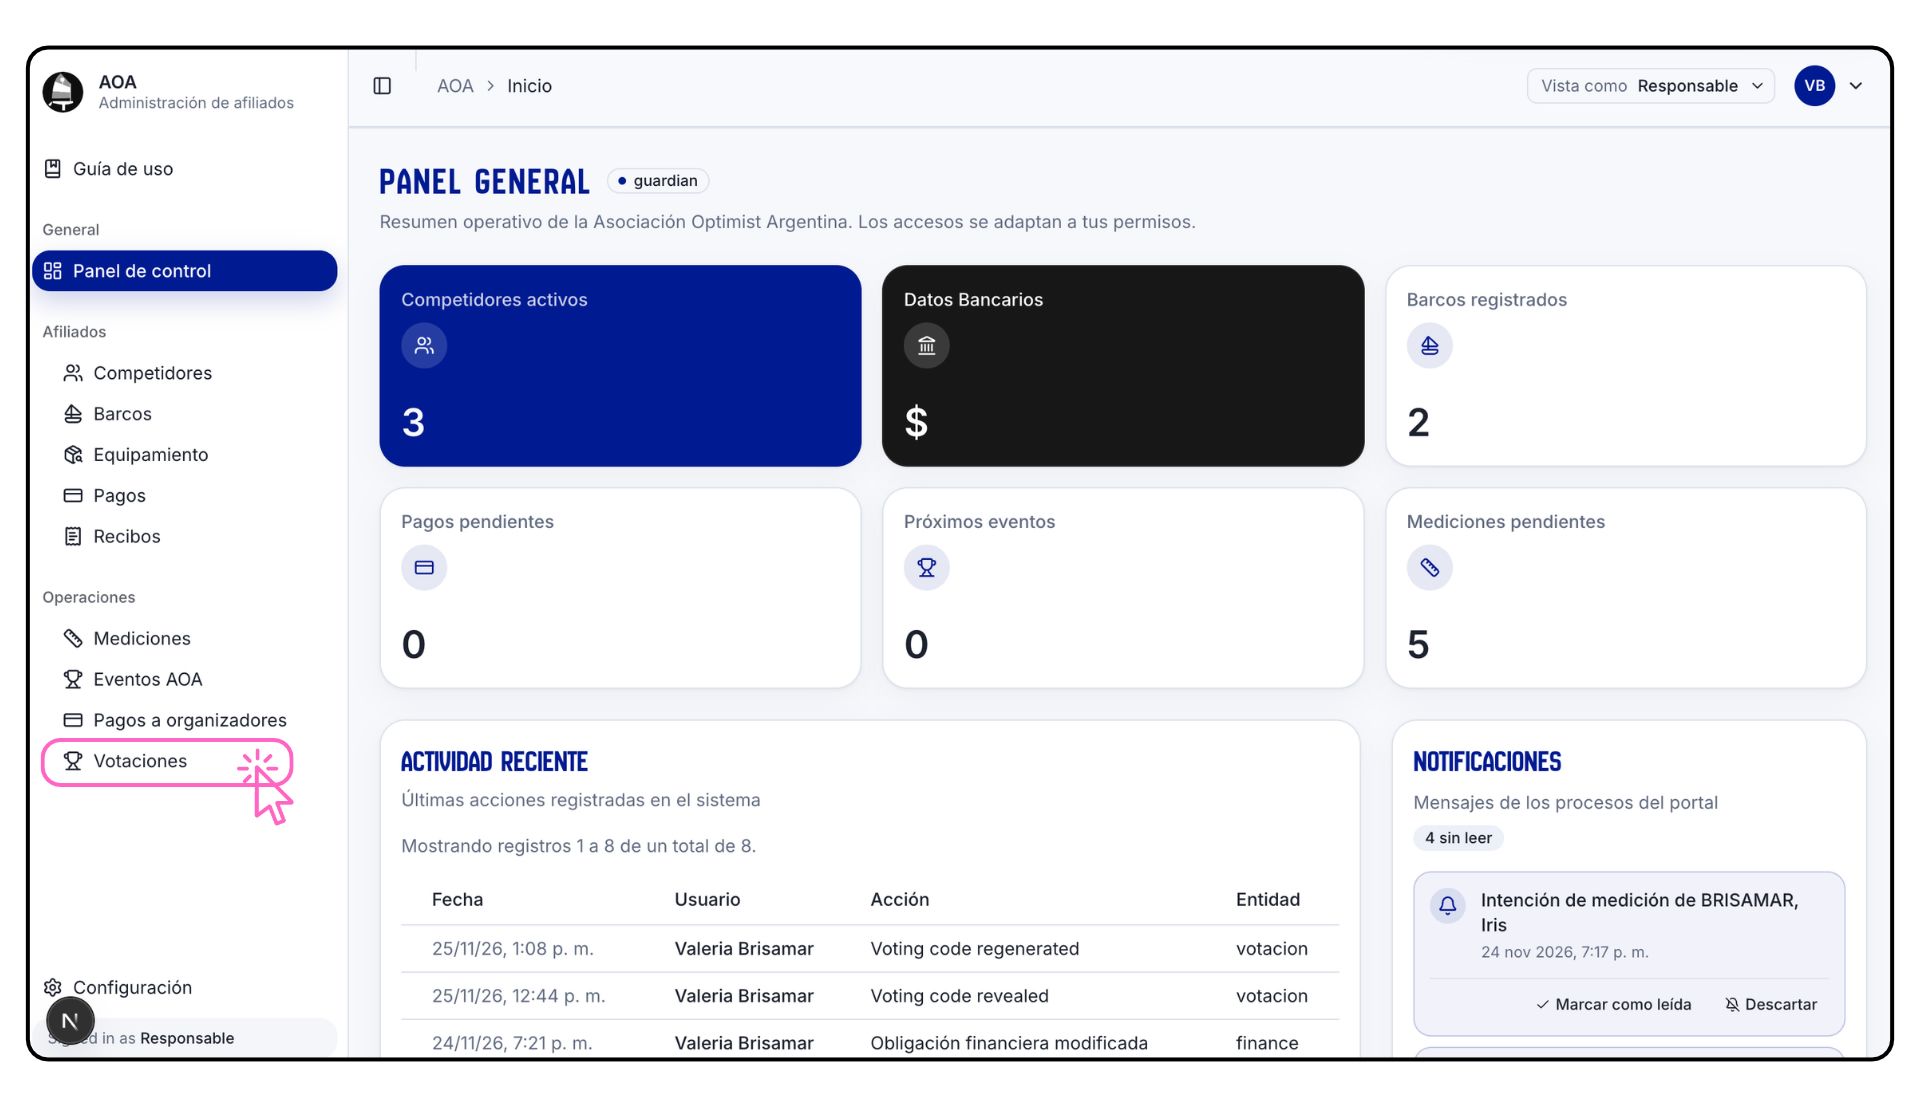 AOA
Administración de afiliados
Guía de uso
General
Panel de control
Afiliados
Competidores
Barcos
Equipamiento
Pagos
Recibos
Operaciones
Mediciones
Eventos AOA
Pagos a organizadores
Votaciones
Configuración
N
d in as Responsable
AOA > Inicio
Vista como Responsable
VB
PANEL GENERAL
guardian
Resumen operativo de la Asociación Optimist Argentina. Los accesos se adaptan a tus permisos.
Competidores activos
3
Datos Bancarios
$
Barcos registrados
2
Pagos pendientes
0
Próximos eventos
0
Mediciones pendientes
5
ACTIVIDAD RECIENTE
Últimas acciones registradas en el sistema
Mostrando registros 1 a 8 de un total de 8.
Fecha Usuario Acción Entidad
25/11/26, 1:08 p. m. Valeria Brisamar Voting code regenerated votacion
25/11/26, 12:44 p. m. Valeria Brisamar Voting code revealed votacion
24/11/26, 7:21 p. m. Valeria Brisamar Obligación financiera modificada finance
NOTIFICACIONES
Mensajes de los procesos del portal
4 sin leer
Intención de medición de BRISAMAR,
Iris
24 nov 2026, 7:17 p. m.
Marcar como leída Descartar